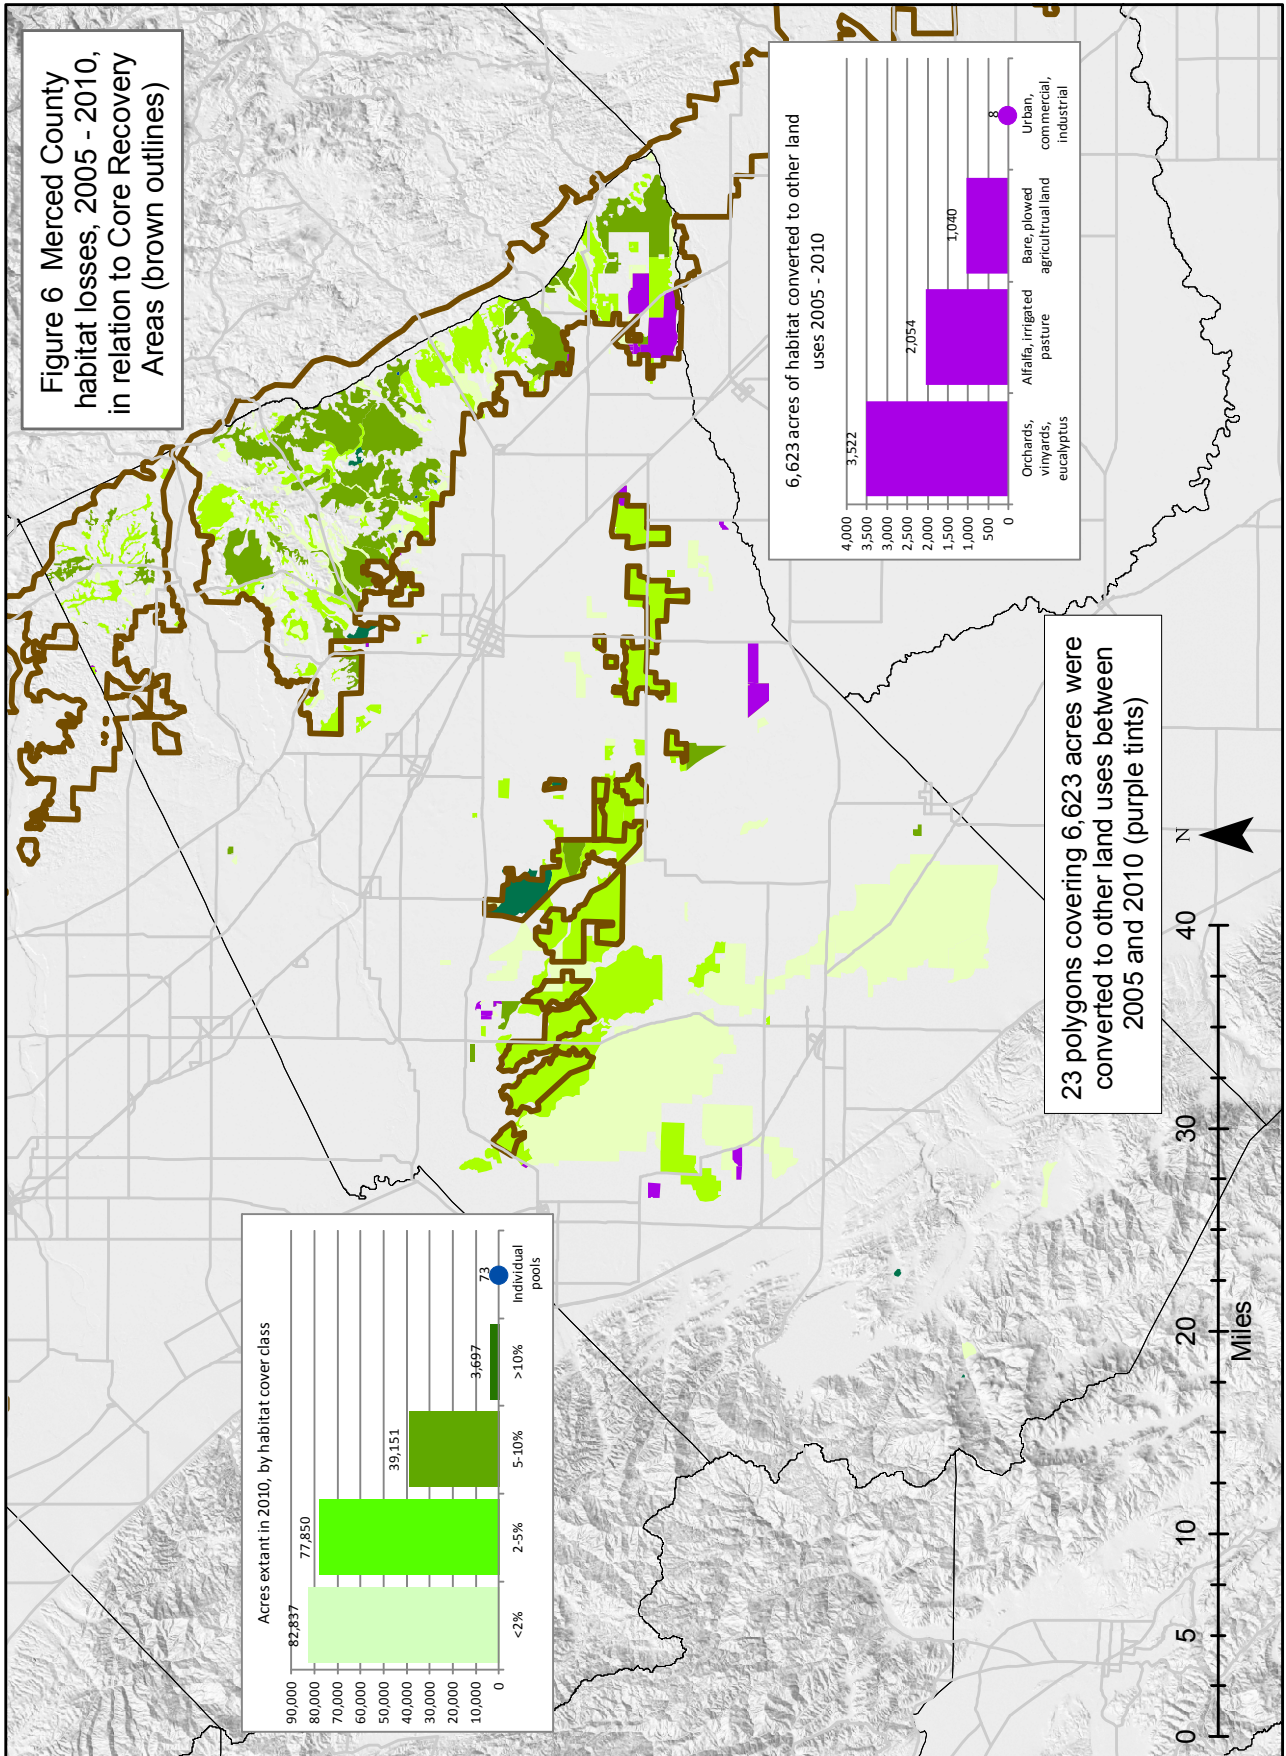 Figure 6  Merced County
habitat losses, 2005 - 2010,
in relation to Core Recovery
Areas (brown outlines)
Acres extant in 2010, by habitat cover class
90,000
80,000
70,000
60,000
50,000
40,000
30,000
20,000
10,000
0
82,837
77,850
39,151
3,697
73
<2%
2-5%
5-10%
>10%
Individual
pools
6,623 acres of habitat converted to other land
uses 2005 - 2010
4,000
3,500
3,000
2,500
2,000
1,500
1,000
500
0
3,522
2,054
1,040
8
Orchards,
vinyards,
eucalyptus
Alfalfa, irrigated
pasture
Bare, plowed
agricultrual land
Urban,
commercial,
industrial
23 polygons covering 6,623 acres were
converted to other land uses between
2005 and 2010 (purple tints)
N
0 5 10 20 30 40
Miles